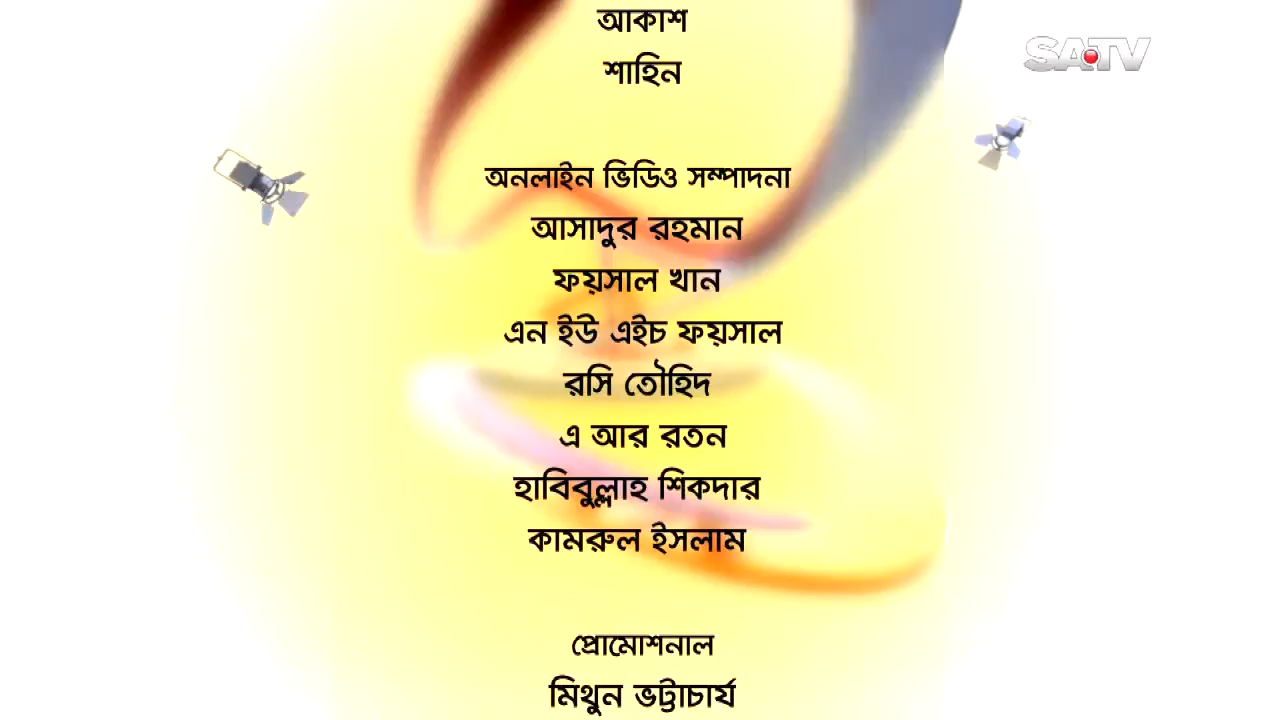 আকাশ
SATV
শাহিন
অনলাইন ভিডিও সম্পাদনা
আসাদুর রহমান
ফয়সাল খান
এন ইউ এইচ ফয়সাল
রসি তৌহিদ
এ আর রতন
হাবিবুল্লাহ শিকদার
কামরুল ইসলাম
প্রোমোশনাল
মিথুন ভট্টাচার্য